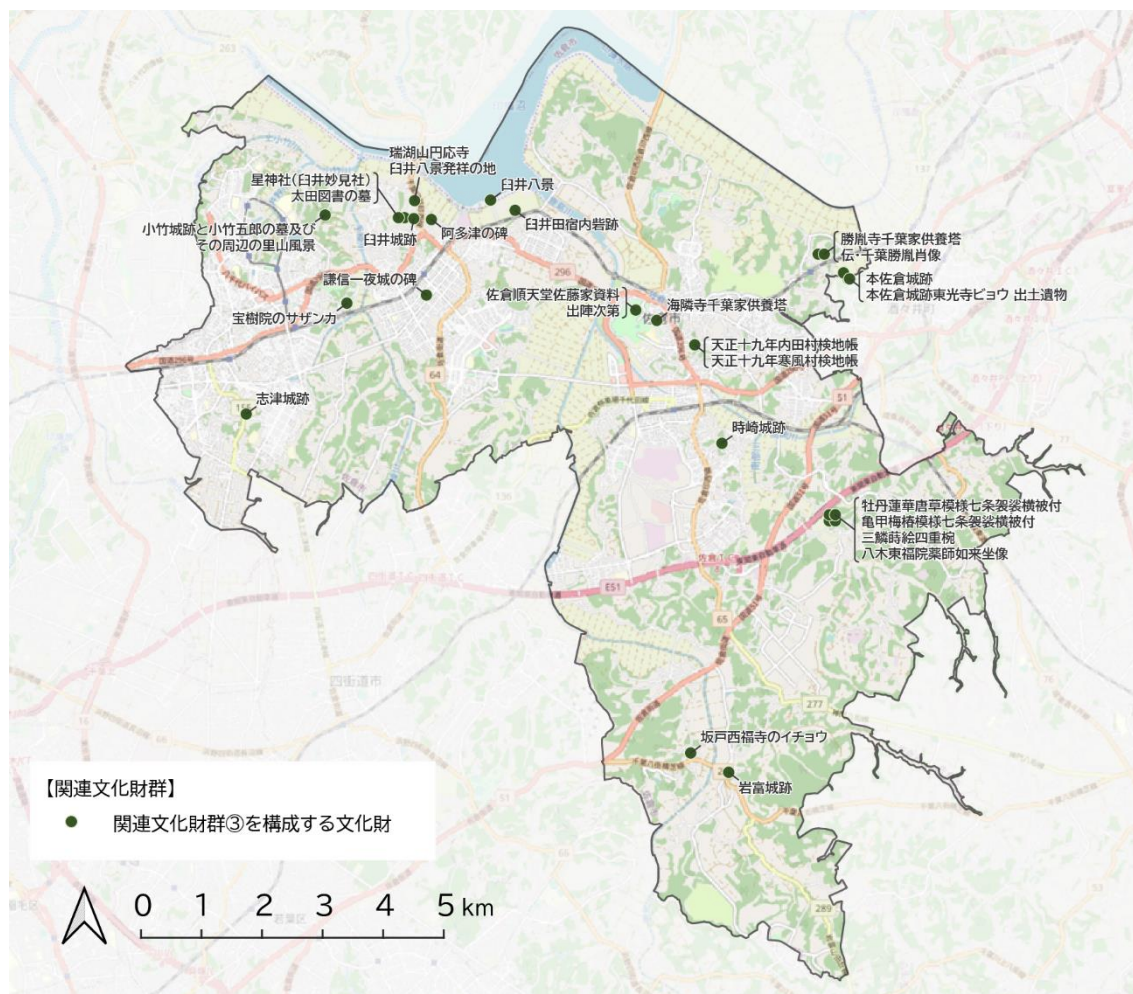 瑞湖山円応寺
臼井八景発祥の地
星神社(臼井妙見社)
太田図書の墓
臼井八景
小竹城跡と小竹五郎の墓及び
その周辺の里山風景
臼井城跡
阿多津の碑
臼井田宿内砦跡
勝胤寺千葉家供養塔
伝・千葉勝胤肖像
謙信一夜城の碑
296
本佐倉城跡
本佐倉城跡東光寺ビョウ 出土遺物
佐倉順天堂佐藤家資料
出陣次第
海隣寺千葉家供養塔
宝樹院のサザンカ
天正十九年内田村検地帳
天正十九年寒風村検地帳
64
51
志津城跡
時崎城跡
牡丹蓮華唐草模様七条袈裟横被付
亀甲梅椿模様七条袈裟横被付
三鱗蒔絵四重椀
八木東福院薬師如来坐像
E51
65
四街道市
277
坂戸西福寺のイチョウ
岩富城跡
【関連文化財群】
関連文化財群③を構成する文化財
0 1 2 3 4 5 km
289